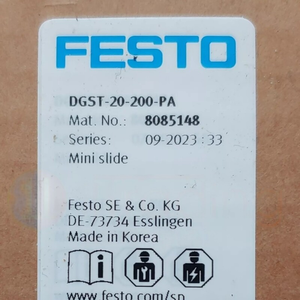 FESTO
DGST-20-200-PA
Mat. No.: 8085148
Series: 09-2023:33
Mini slide
Festo SE & Co. KG
DE-73734 Esslingen
Made in Korea
www.festo.com/sp